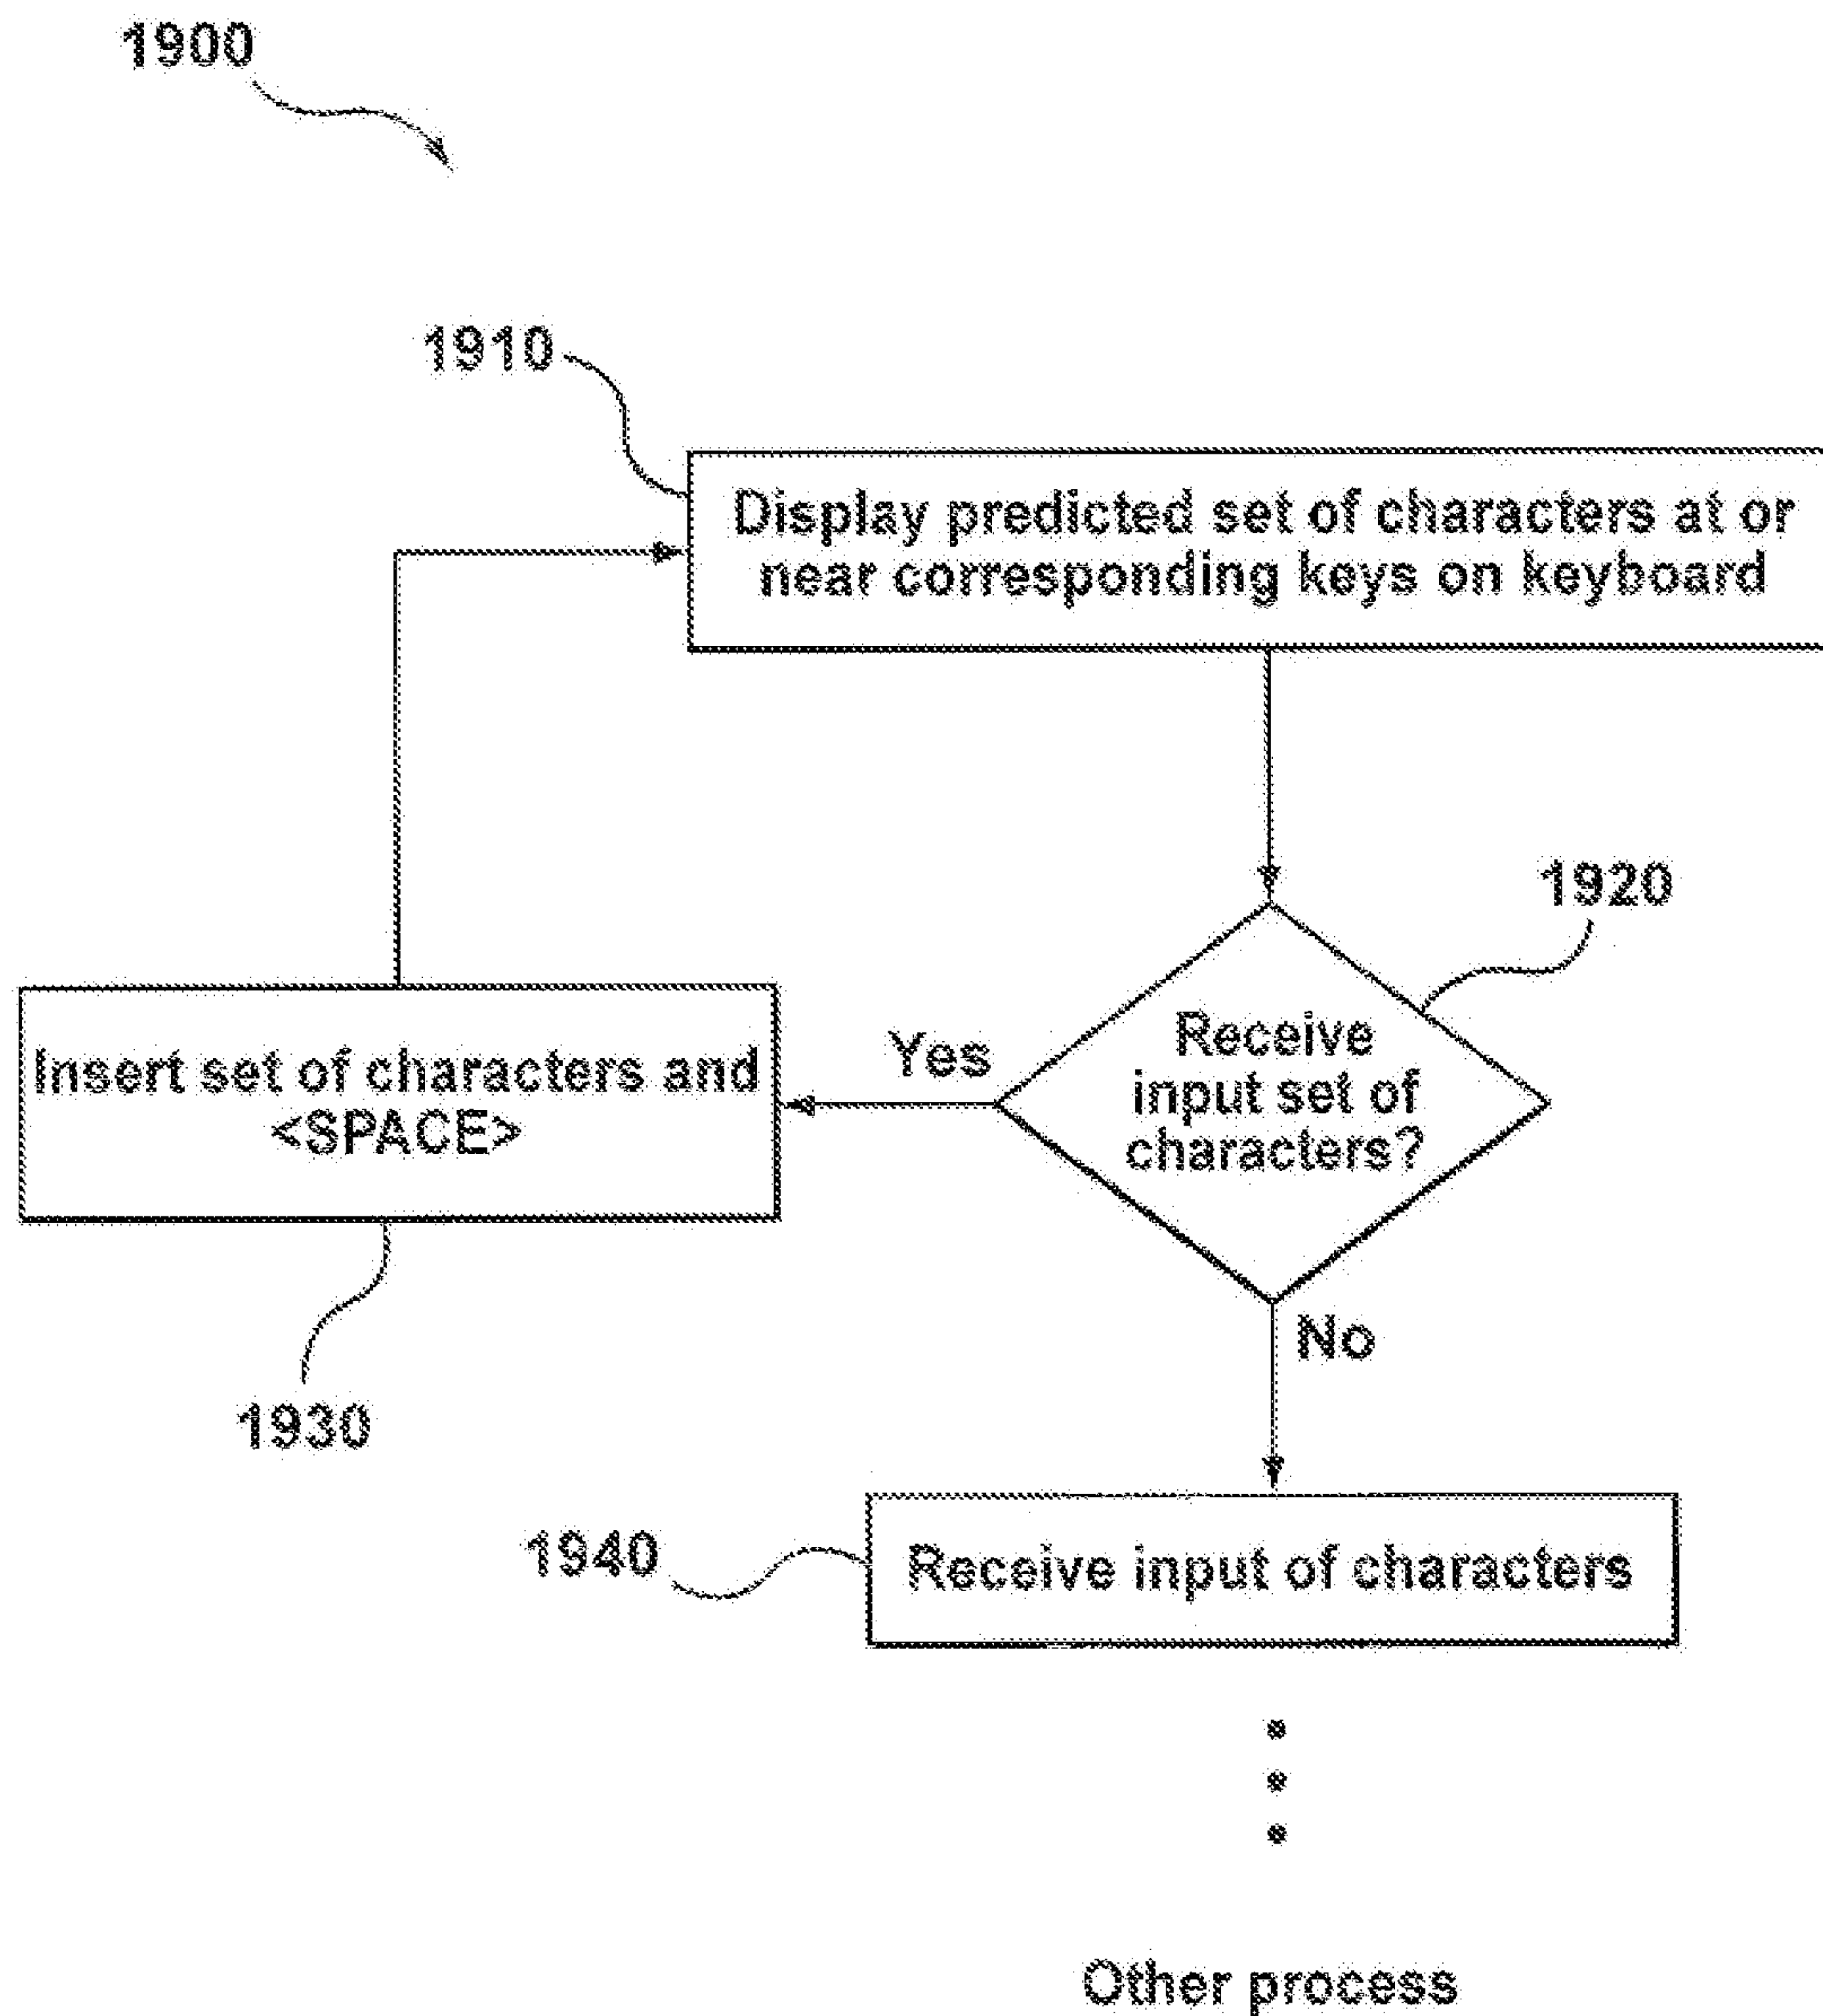 1900
1910
Display predicted set of characters at or
near corresponding keys on keyboard
1920
Receive
input set of
characters?
Yes
Insert set of characters and
<SPACE>
No
1930
1940
Receive input of characters
Other process